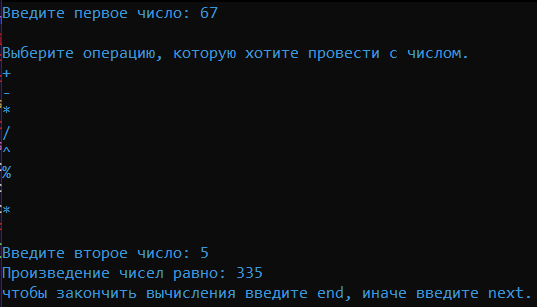 Введите первое число: 67
Выберите операцию, которую хотите провести с числом.
+
-
*
/
^
%
*
Введите второе число: 5
Произведение чисел равно: 335
чтобы закончить вычисления введите end, иначе введите next.